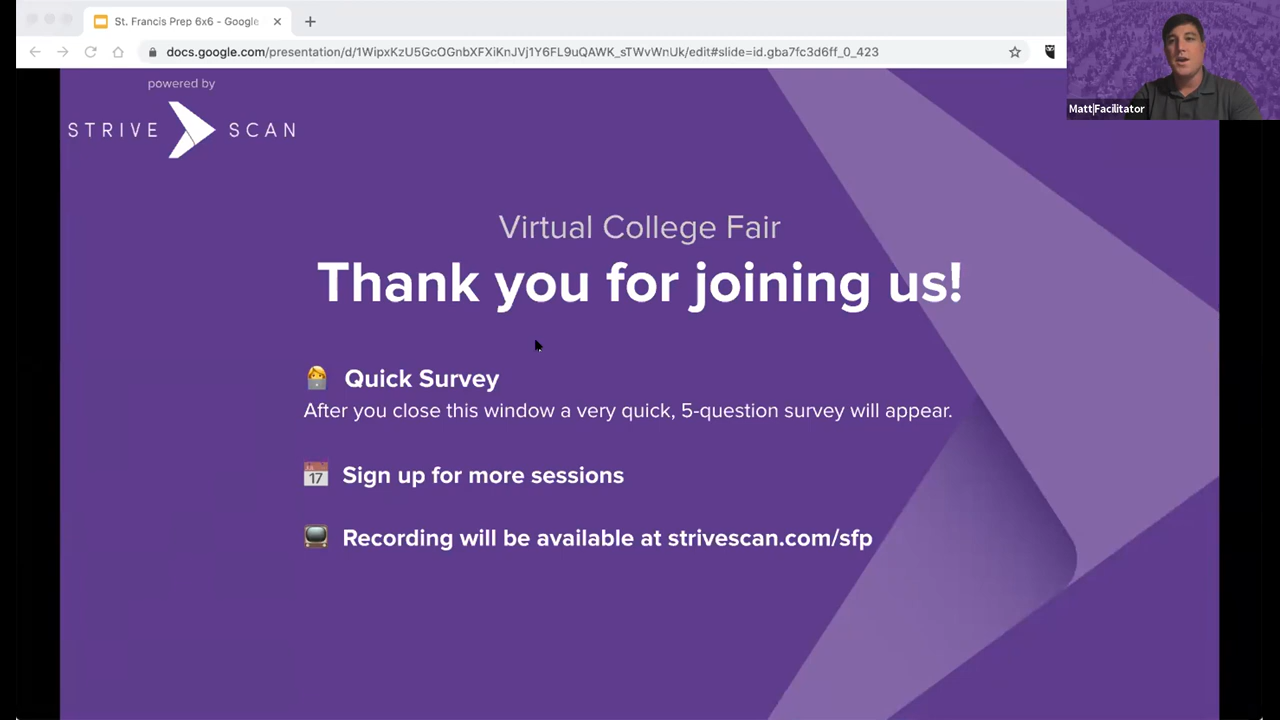 St. Francis Prep 6x6 - Google
docs.google.com/presentation/d/1WipxKzU5GcOGnbXFXiKnJVj1Y6FL9uQAWK_sTWvWnUk/edit#slide=id.gba7fc3d6ff_0_423
Matt|Facilitator
powered by
STRIVE SCAN
Virtual College Fair
Thank you for joining us!
Quick Survey
After you close this window a very quick, 5-question survey will appear.
17
Sign up for more sessions
Recording will be available at strivescan.com/sfp